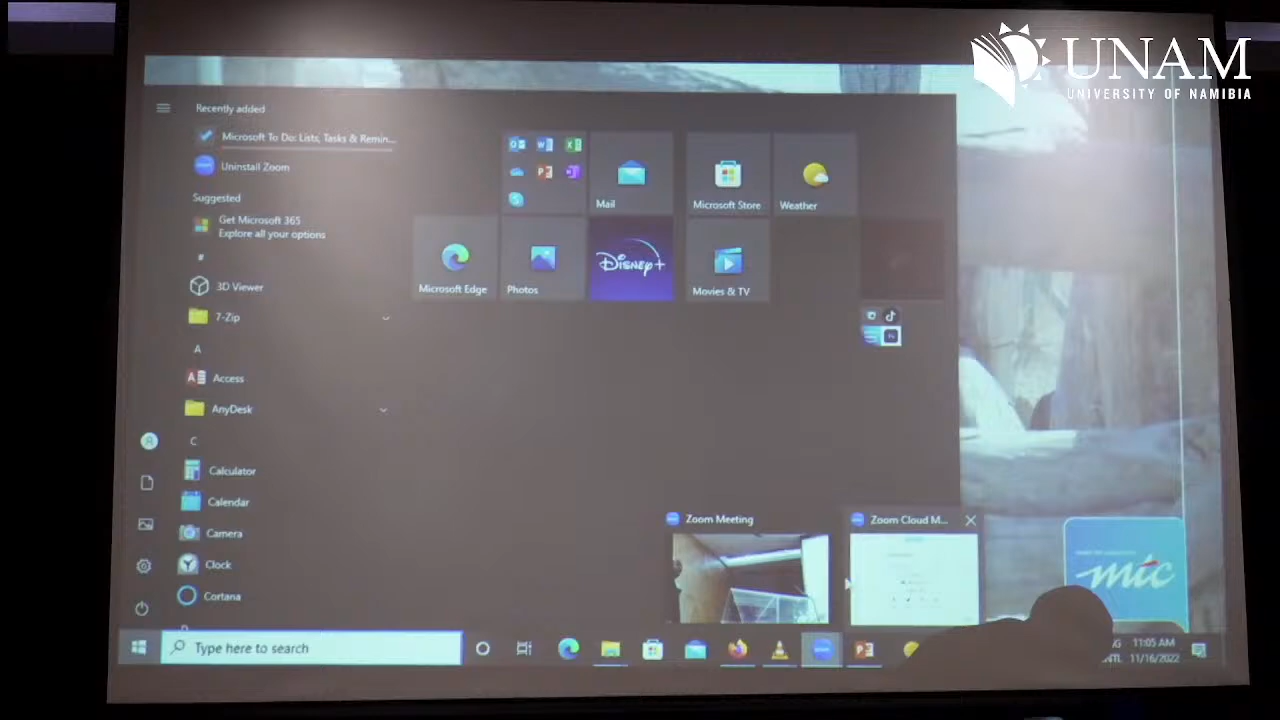 UNAM
UNIVERSITY OF NAMIBIA
Recently added
Microsoft To Do: Lists, Tasks & Remin...
Uninstall Zoom
Suggested
Get Microsoft 365
Explore all your options
#
3D Viewer
7-Zip
A
Access
AnyDesk
C
Calculator
Calendar
Camera
Clock
Cortana
Mail
Microsoft Store
Weather
Microsoft Edge
Photos
Disney+
Movies & TV
Zoom Meeting
Zoom Cloud M...
mtc
Type here to search
11:05 AM
INTL 11/16/2022